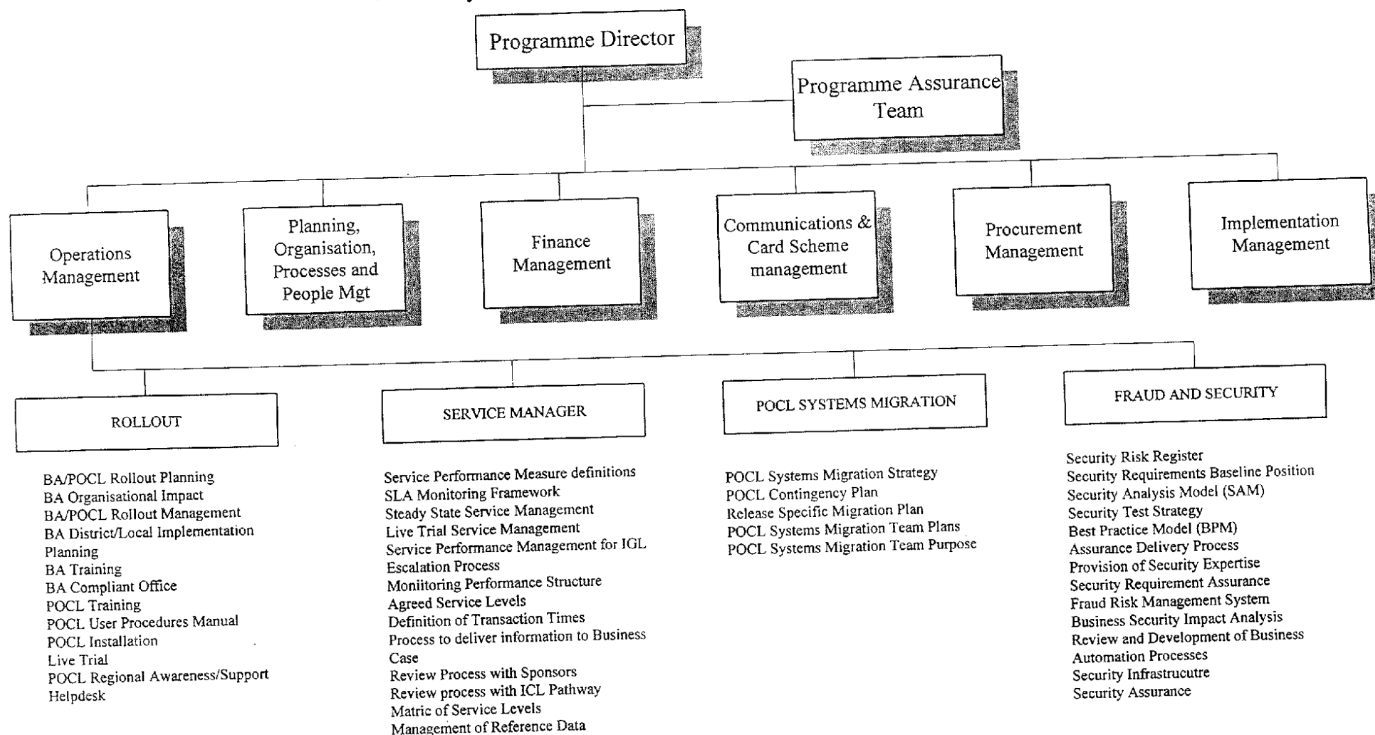 Programme Director
Programme Assurance
Team
Operations
Management
Planning,
Organisation,
Processes and
People Mgt
Finance
Management
Communications &
Card Scheme
management
Procurement
Management
Implementation
Management
ROLLOUT
SERVICE MANAGER
POCL SYSTEMS MIGRATION
FRAUD AND SECURITY
BA/POCL Rollout Planning
BA Organisational Impact
BA/POCL Rollout Management
BA District/Local Implementation
Planning
BA Training
BA Compliant Office
POCL Training
POCL User Procedures Manual
POCL Installation
Live Trial
POCL Regional Awareness/Support
Helpdesk
Service Performance Measure definitions
SLA Monitoring Framework
Steady State Service Management
Live Trial Service Management
Service Performance Management for IGL
Escalation Process
Moniitoring Performance Structure
Agreed Service Levels
Definition of Transaction Times
Process to deliver information to Business
Case
Review Process with Sponsors
Review process with ICL Pathway
Matric of Service Levels
Management of Reference Data
POCL Systems Migration Strategy
POCL Contingency Plan
Release Specific Migration Plan
POCL Systems Migration Team Plans
POCL Systems Migration Team Purpose
Security Risk Register
Security Requirements Baseline Position
Security Analysis Model (SAM)
Security Test Strategy
Best Practice Model (BPM)
Assurance Delivery Process
Provision of Security Expertise
Security Requirement Assurance
Fraud Risk Management System
Business Security Impact Analysis
Review and Development of Business
Automation Processes
Security Infrastrucutre
Security Assurance